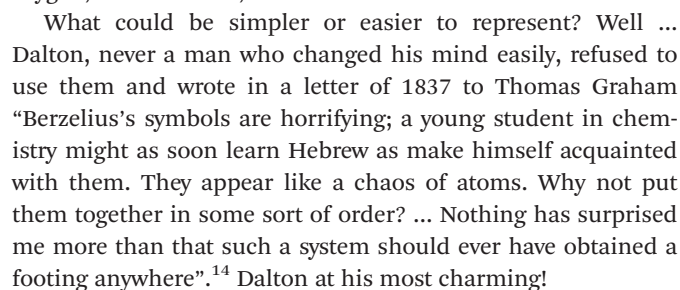 What could be simpler or easier to represent? Well ...
Dalton, never a man who changed his mind easily, refused to
use them and wrote in a letter of 1837 to Thomas Graham
“Berzelius’s symbols are horrifying; a young student in chem-
istry might as soon learn Hebrew as make himself acquainted
with them. They appear like a chaos of atoms. Why not put
them together in some sort of order? ... Nothing has surprised
me more than that such a system should ever have obtained a
footing anywhere”.14 Dalton at his most charming!